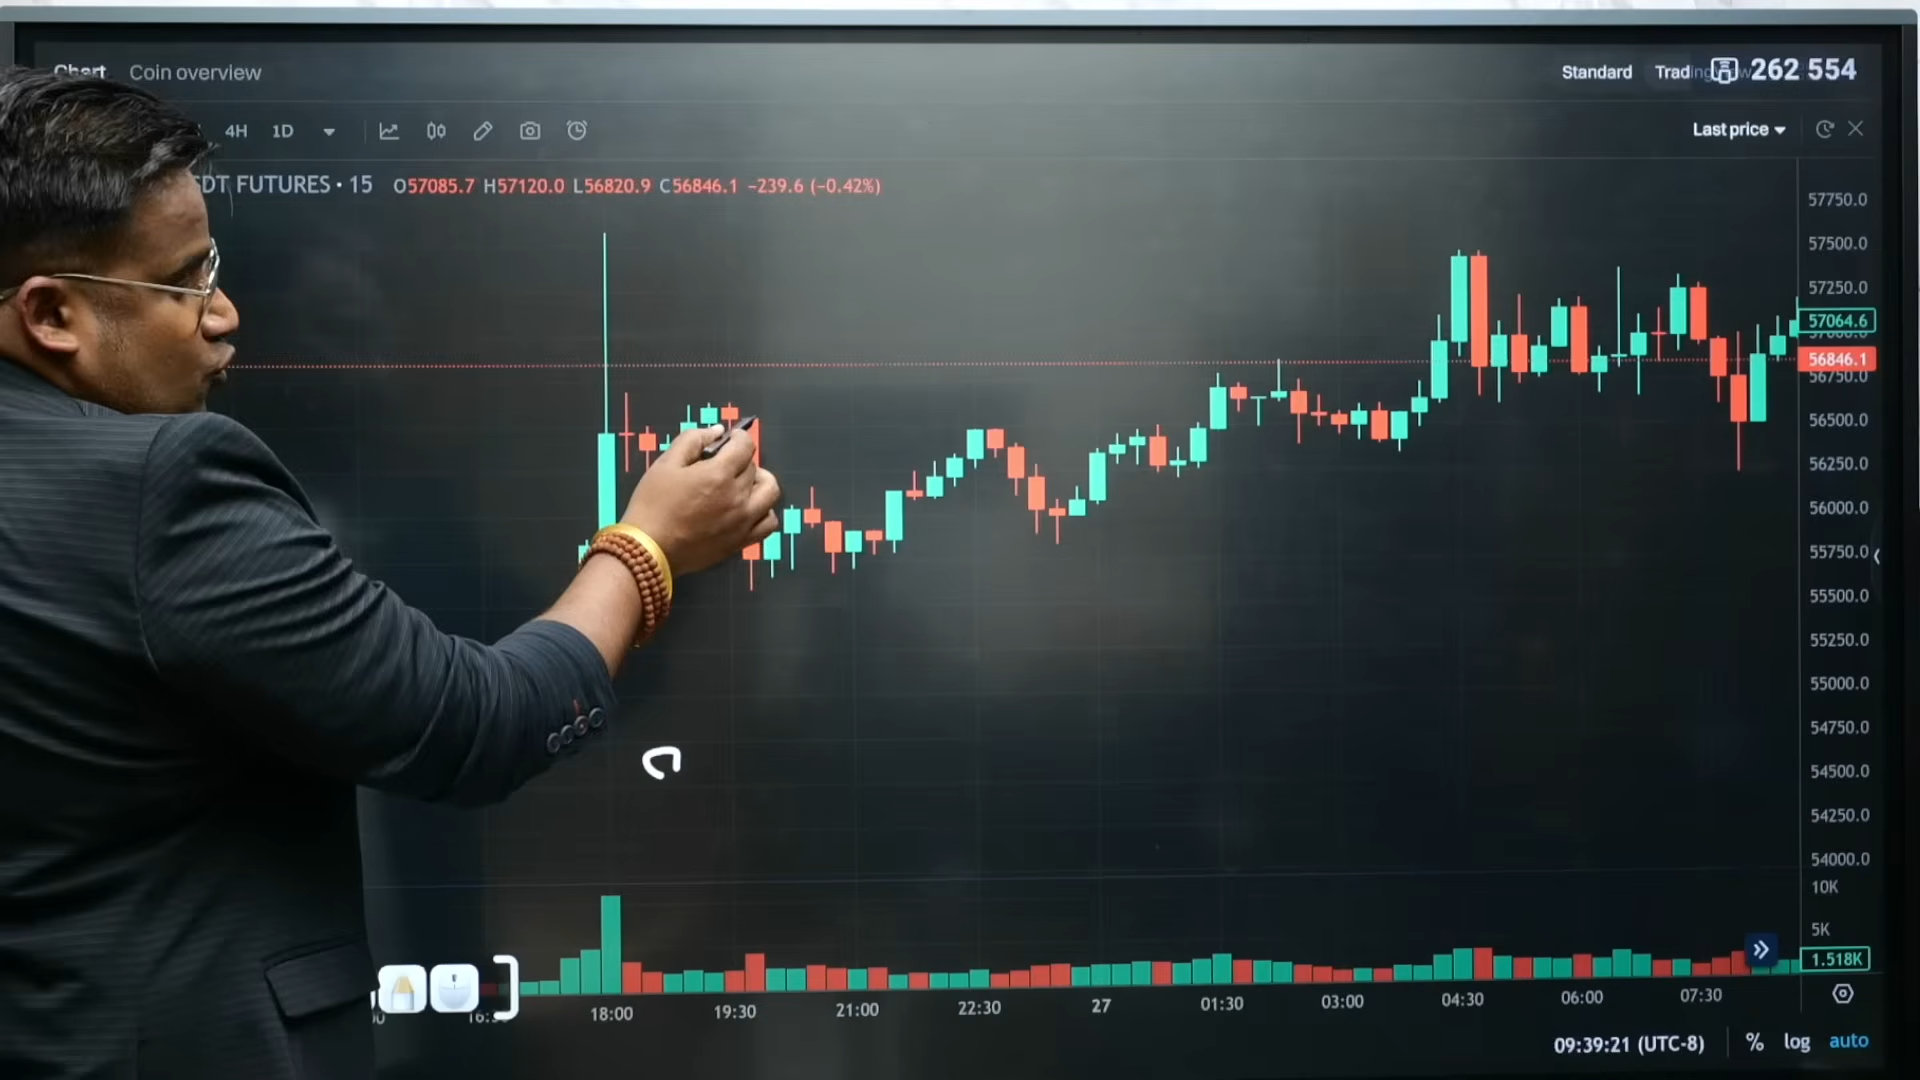 Chart Coin overview Standard Trad 262 554
4H 1D Last price
SDT FUTURES • 15 O57085.7 H57120.0 L56820.9 C56846.1 −239.6 (−0.42%)
57750.0
57500.0
57250.0
57064.6
56846.1
56750.0
56500.0
56250.0
56000.0
55750.0
55500.0
55250.0
55000.0
54750.0
54500.0
54250.0
54000.0
10K
5K
1.518K
18:00 19:30 21:00 22:30 27 01:30 03:00 04:30 06:00 07:30
09:39:21 (UTC-8) % log auto